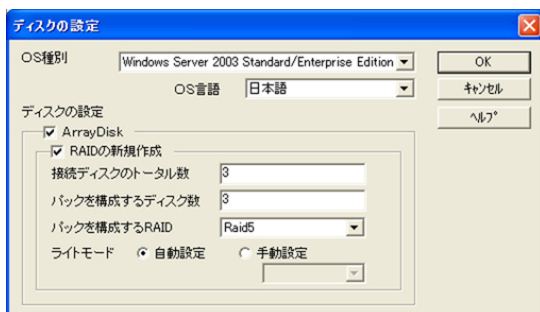 ディスクの設定
OS種別 Windows Server 2003 Standard/Enterprise Edition OK
OS言語 日本語 キャンセル
ディスクの設定 ヘルプ
ArrayDisk
RAIDの新規作成
接続ディスクのトータル数 3
パックを構成するディスク数 3
パックを構成するRAID Raid5
ライトモード 自動設定 手動設定